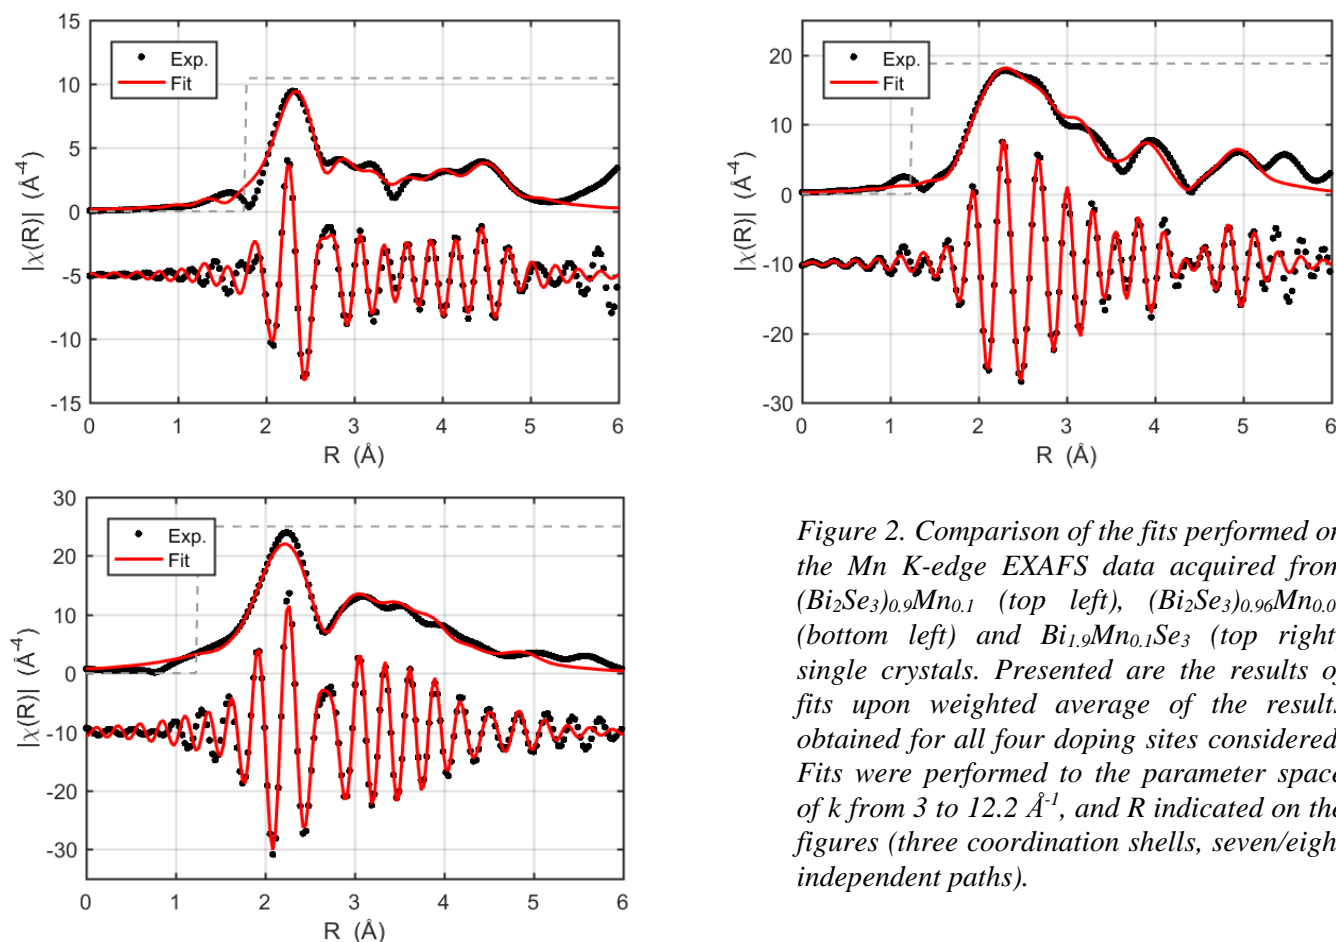 15
10
5
0
-5
-10
-15
0 1 2 3 4 5 6
|χ(R)| (Å⁻⁴)
R (Å)
Exp.
Fit
20
10
0
-10
-20
-30
0 1 2 3 4 5 6
|χ(R)| (Å⁻⁴)
R (Å)
Exp.
Fit
30
20
10
0
-10
-20
-30
0 1 2 3 4 5 6
|χ(R)| (Å⁻⁴)
R (Å)
Exp.
Fit
Figure 2. Comparison of the fits performed on
the Mn K-edge EXAFS data acquired from
(Bi₂Se₃)₀.₉Mn₀.₁ (top left), (Bi₂Se₃)₀.₉₆Mn₀.₀
(bottom left) and Bi₁.₉Mn₀.₁Se₃ (top right
single crystals. Presented are the results of
fits upon weighted average of the result
obtained for all four doping sites considered
Fits were performed to the parameter space
of k from 3 to 12.2 Å⁻¹, and R indicated on the
figures (three coordination shells, seven/eigh
independent paths).